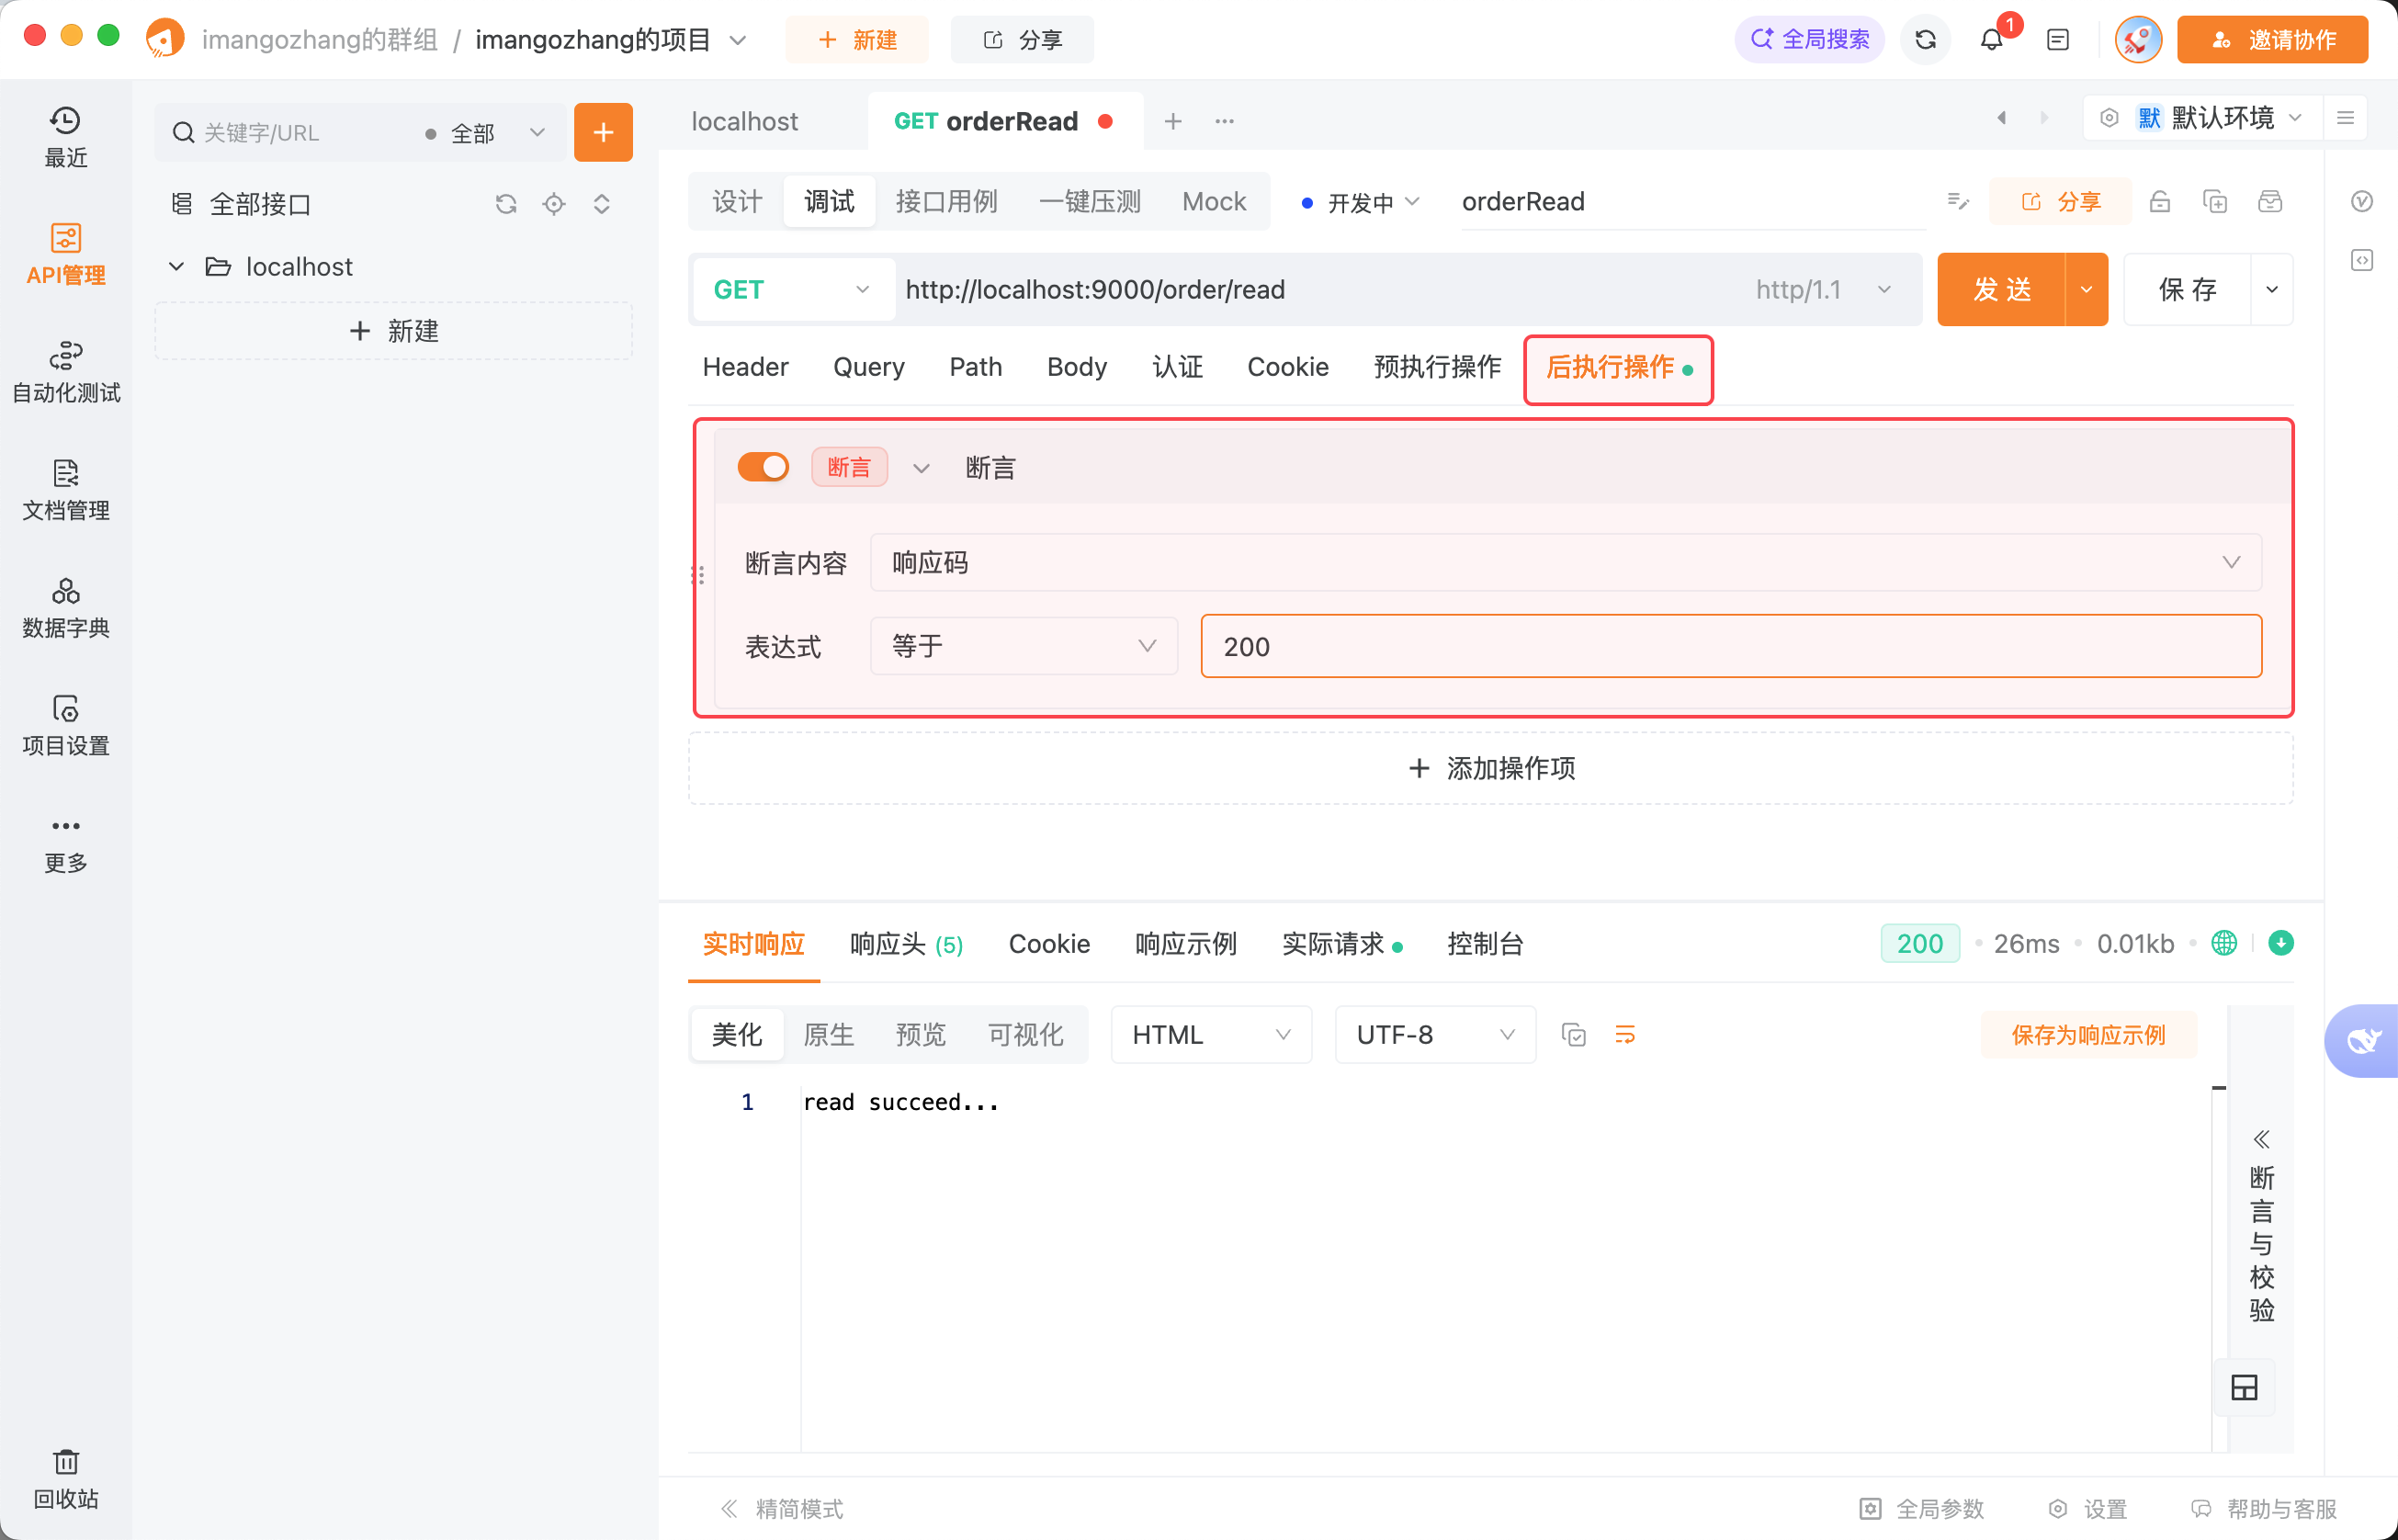 imangozhang的群组 / imangozhang的项目 新建 分享 全局搜索 1 邀请协作
最近
API管理
自动化测试
文档管理
数据字典
项目设置
更多
回收站
关键字/URL 全部
全部接口
localhost
新建
localhost GET orderRead 默 默认环境
设计 调试 接口用例 一键压测 Mock 开发中 orderRead 分享
GET http://localhost:9000/order/read http/1.1 发 送 保 存
Header Query Path Body 认证 Cookie 预执行操作 后执行操作
断言 断言
断言内容 响应码
表达式 等于 200
添加操作项
实时响应 响应头 (5) Cookie 响应示例 实际请求 控制台 200 26ms 0.01kb
美化 原生 预览 可视化 HTML UTF-8 保存为响应示例
1 read succeed...
断言与校验
精简模式 全局参数 设置 帮助与客服